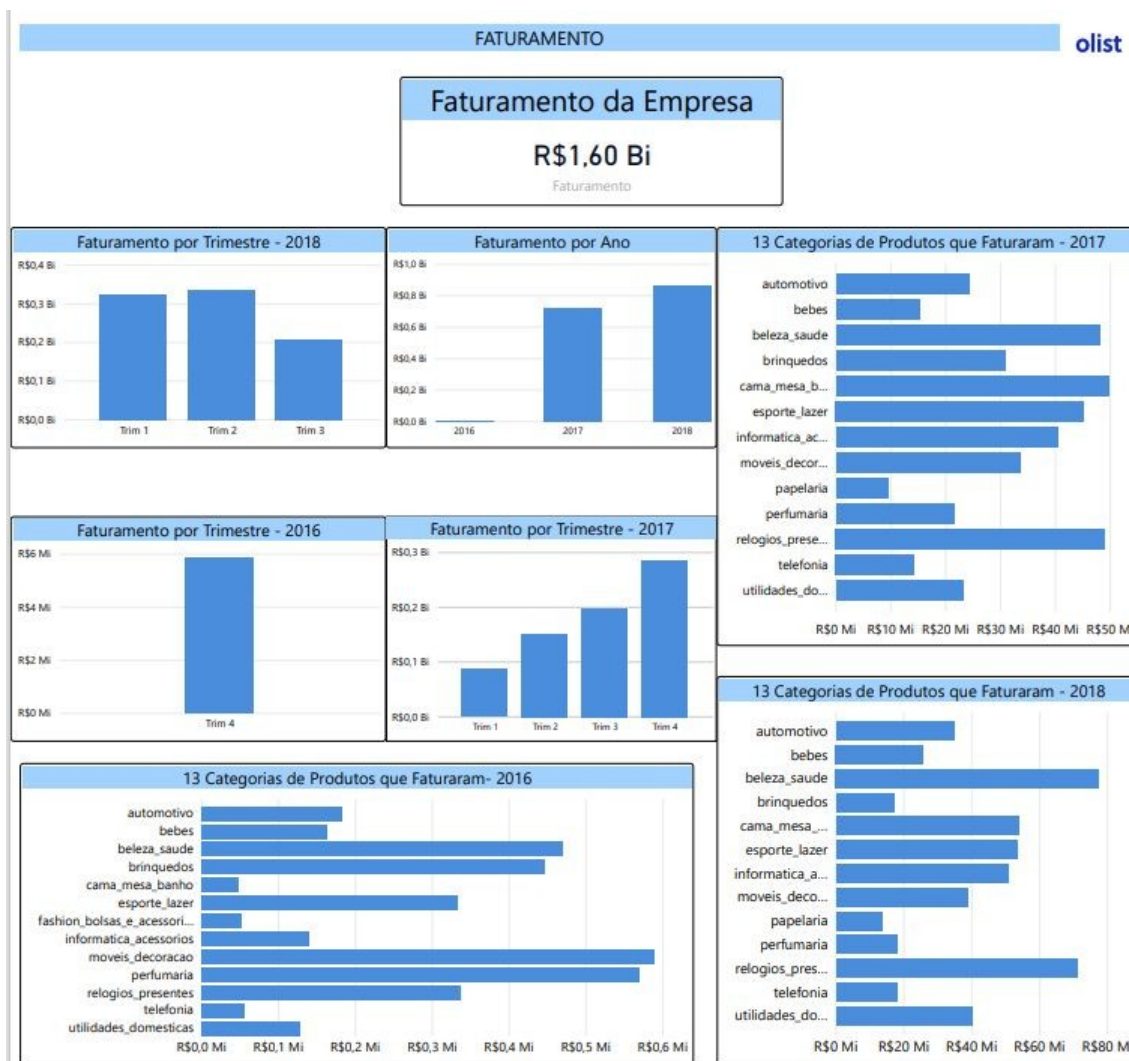 FATURAMENTO
olist
Faturamento da Empresa
R$1,60 Bi
Faturamento
Faturamento por Trimestre - 2018
R$0,4 Bi
R$0,3 Bi
R$0,2 Bi
R$0,1 Bi
R$0,0 Bi
Trim 1 Trim 2 Trim 3
Faturamento por Ano
R$1,0 Bi
R$0,8 Bi
R$0,6 Bi
R$0,4 Bi
R$0,2 Bi
R$0,0 Bi
2016 2017 2018
13 Categorias de Produtos que Faturaram - 2017
automotivo
bebes
beleza_saude
brinquedos
cama_mesa_b...
esporte_lazer
informatica_ac...
moveis_decor...
papelaria
perfumaria
relogios_prese...
telefonia
utilidades_do...
R$0 Mi R$10 Mi R$20 Mi R$30 Mi R$40 Mi R$50 M
Faturamento por Trimestre - 2016
R$6 Mi
R$4 Mi
R$2 Mi
R$0 Mi
Trim 4
Faturamento por Trimestre - 2017
R$0,3 Bi
R$0,2 Bi
R$0,1 Bi
R$0,0 Bi
Trim 1 Trim 2 Trim 3 Trim 4
13 Categorias de Produtos que Faturaram - 2018
automotivo
bebes
beleza_saude
brinquedos
cama_mesa_...
esporte_lazer
informatica_a...
moveis_deco...
papelaria
perfumaria
relogios_pres...
telefonia
utilidades_do...
R$0 Mi R$20 Mi R$40 Mi R$60 Mi R$80 M
13 Categorias de Produtos que Faturaram- 2016
automotivo
bebes
beleza_saude
brinquedos
cama_mesa_banho
esporte_lazer
fashion_bolsas_e_acessori...
informatica_acessorios
moveis_decoracao
perfumaria
relogios_presentes
telefonia
utilidades_domesticas
R$0,0 Mi R$0,1 Mi R$0,2 Mi R$0,3 Mi R$0,4 Mi R$0,5 Mi R$0,6 Mi